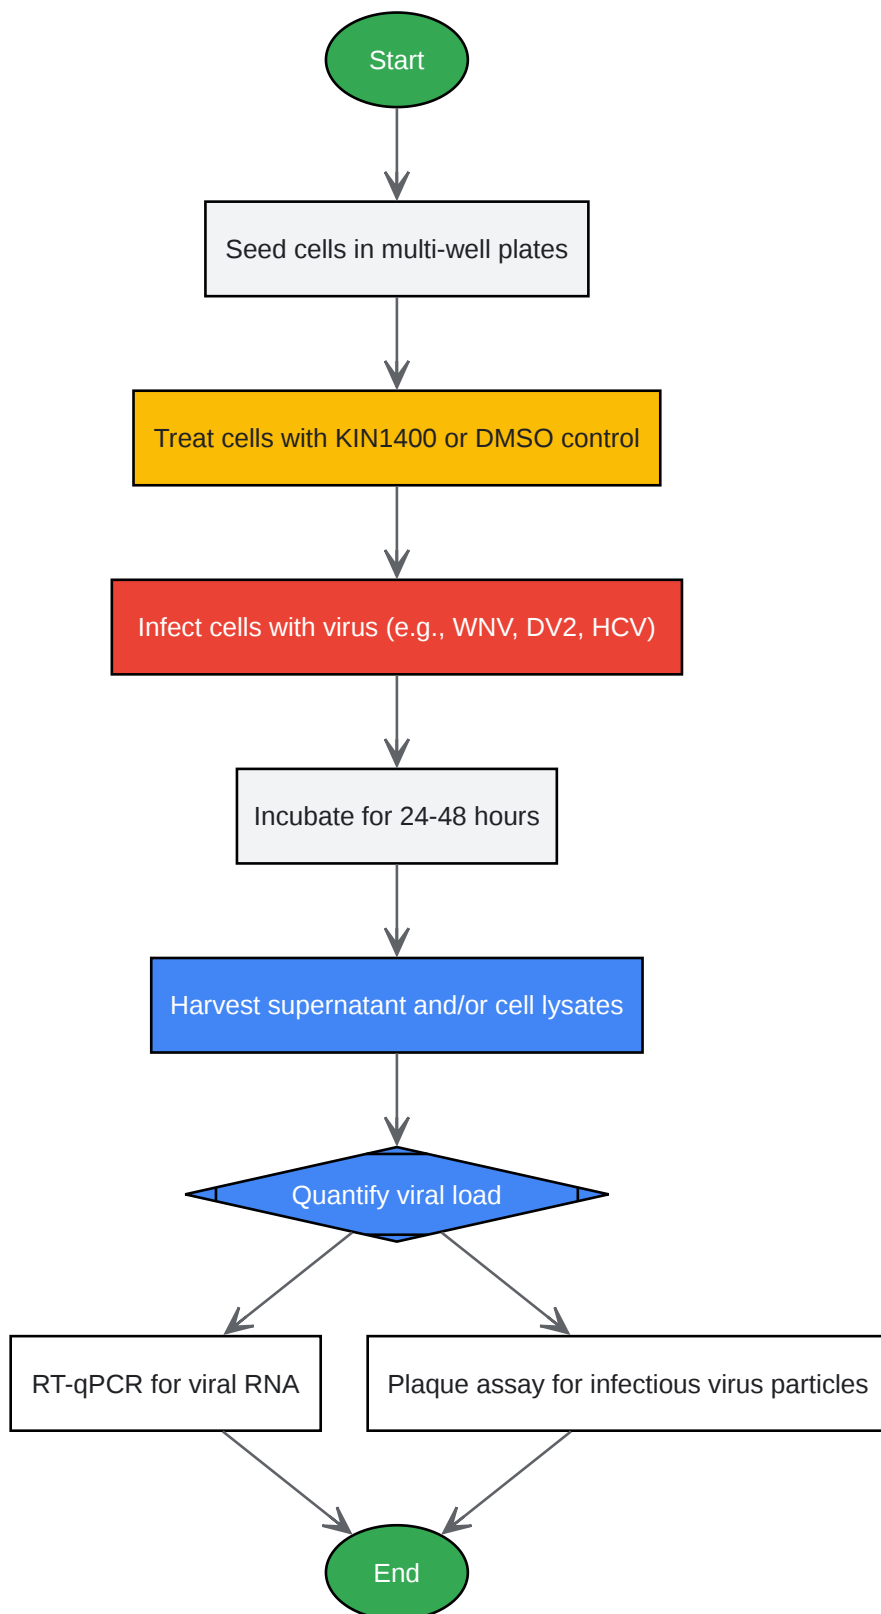 Start
Seed cells in multi-well plates
Treat cells with KIN1400 or DMSO control
Infect cells with virus (e.g., WNV, DV2, HCV)
Incubate for 24-48 hours
Harvest supernatant and/or cell lysates
Quantify viral load
RT-qPCR for viral RNA
Plaque assay for infectious virus particles
End